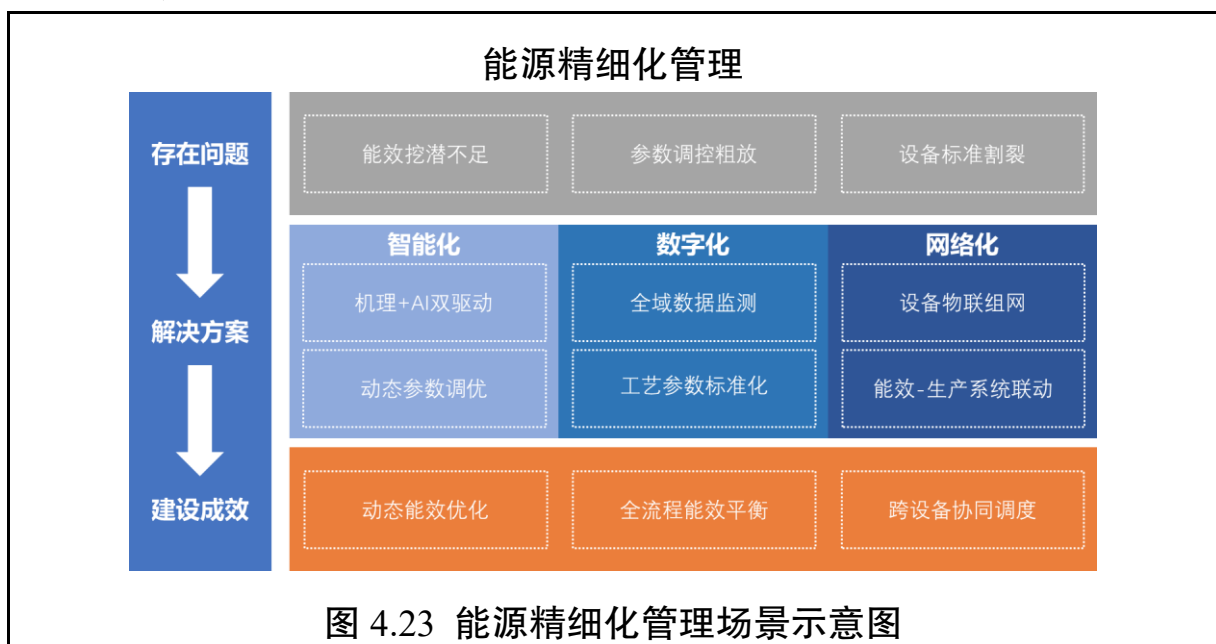 能源精细化管理
存在问题
能效挖潜不足
参数调控粗放
设备标准割裂
解决方案
智能化
数字化
网络化
机理+AI双驱动
全域数据监测
设备物联组网
动态参数调优
工艺参数标准化
能效-生产系统联动
建设成效
动态能效优化
全流程能效平衡
跨设备协同调度
图 4.23 能源精细化管理场景示意图